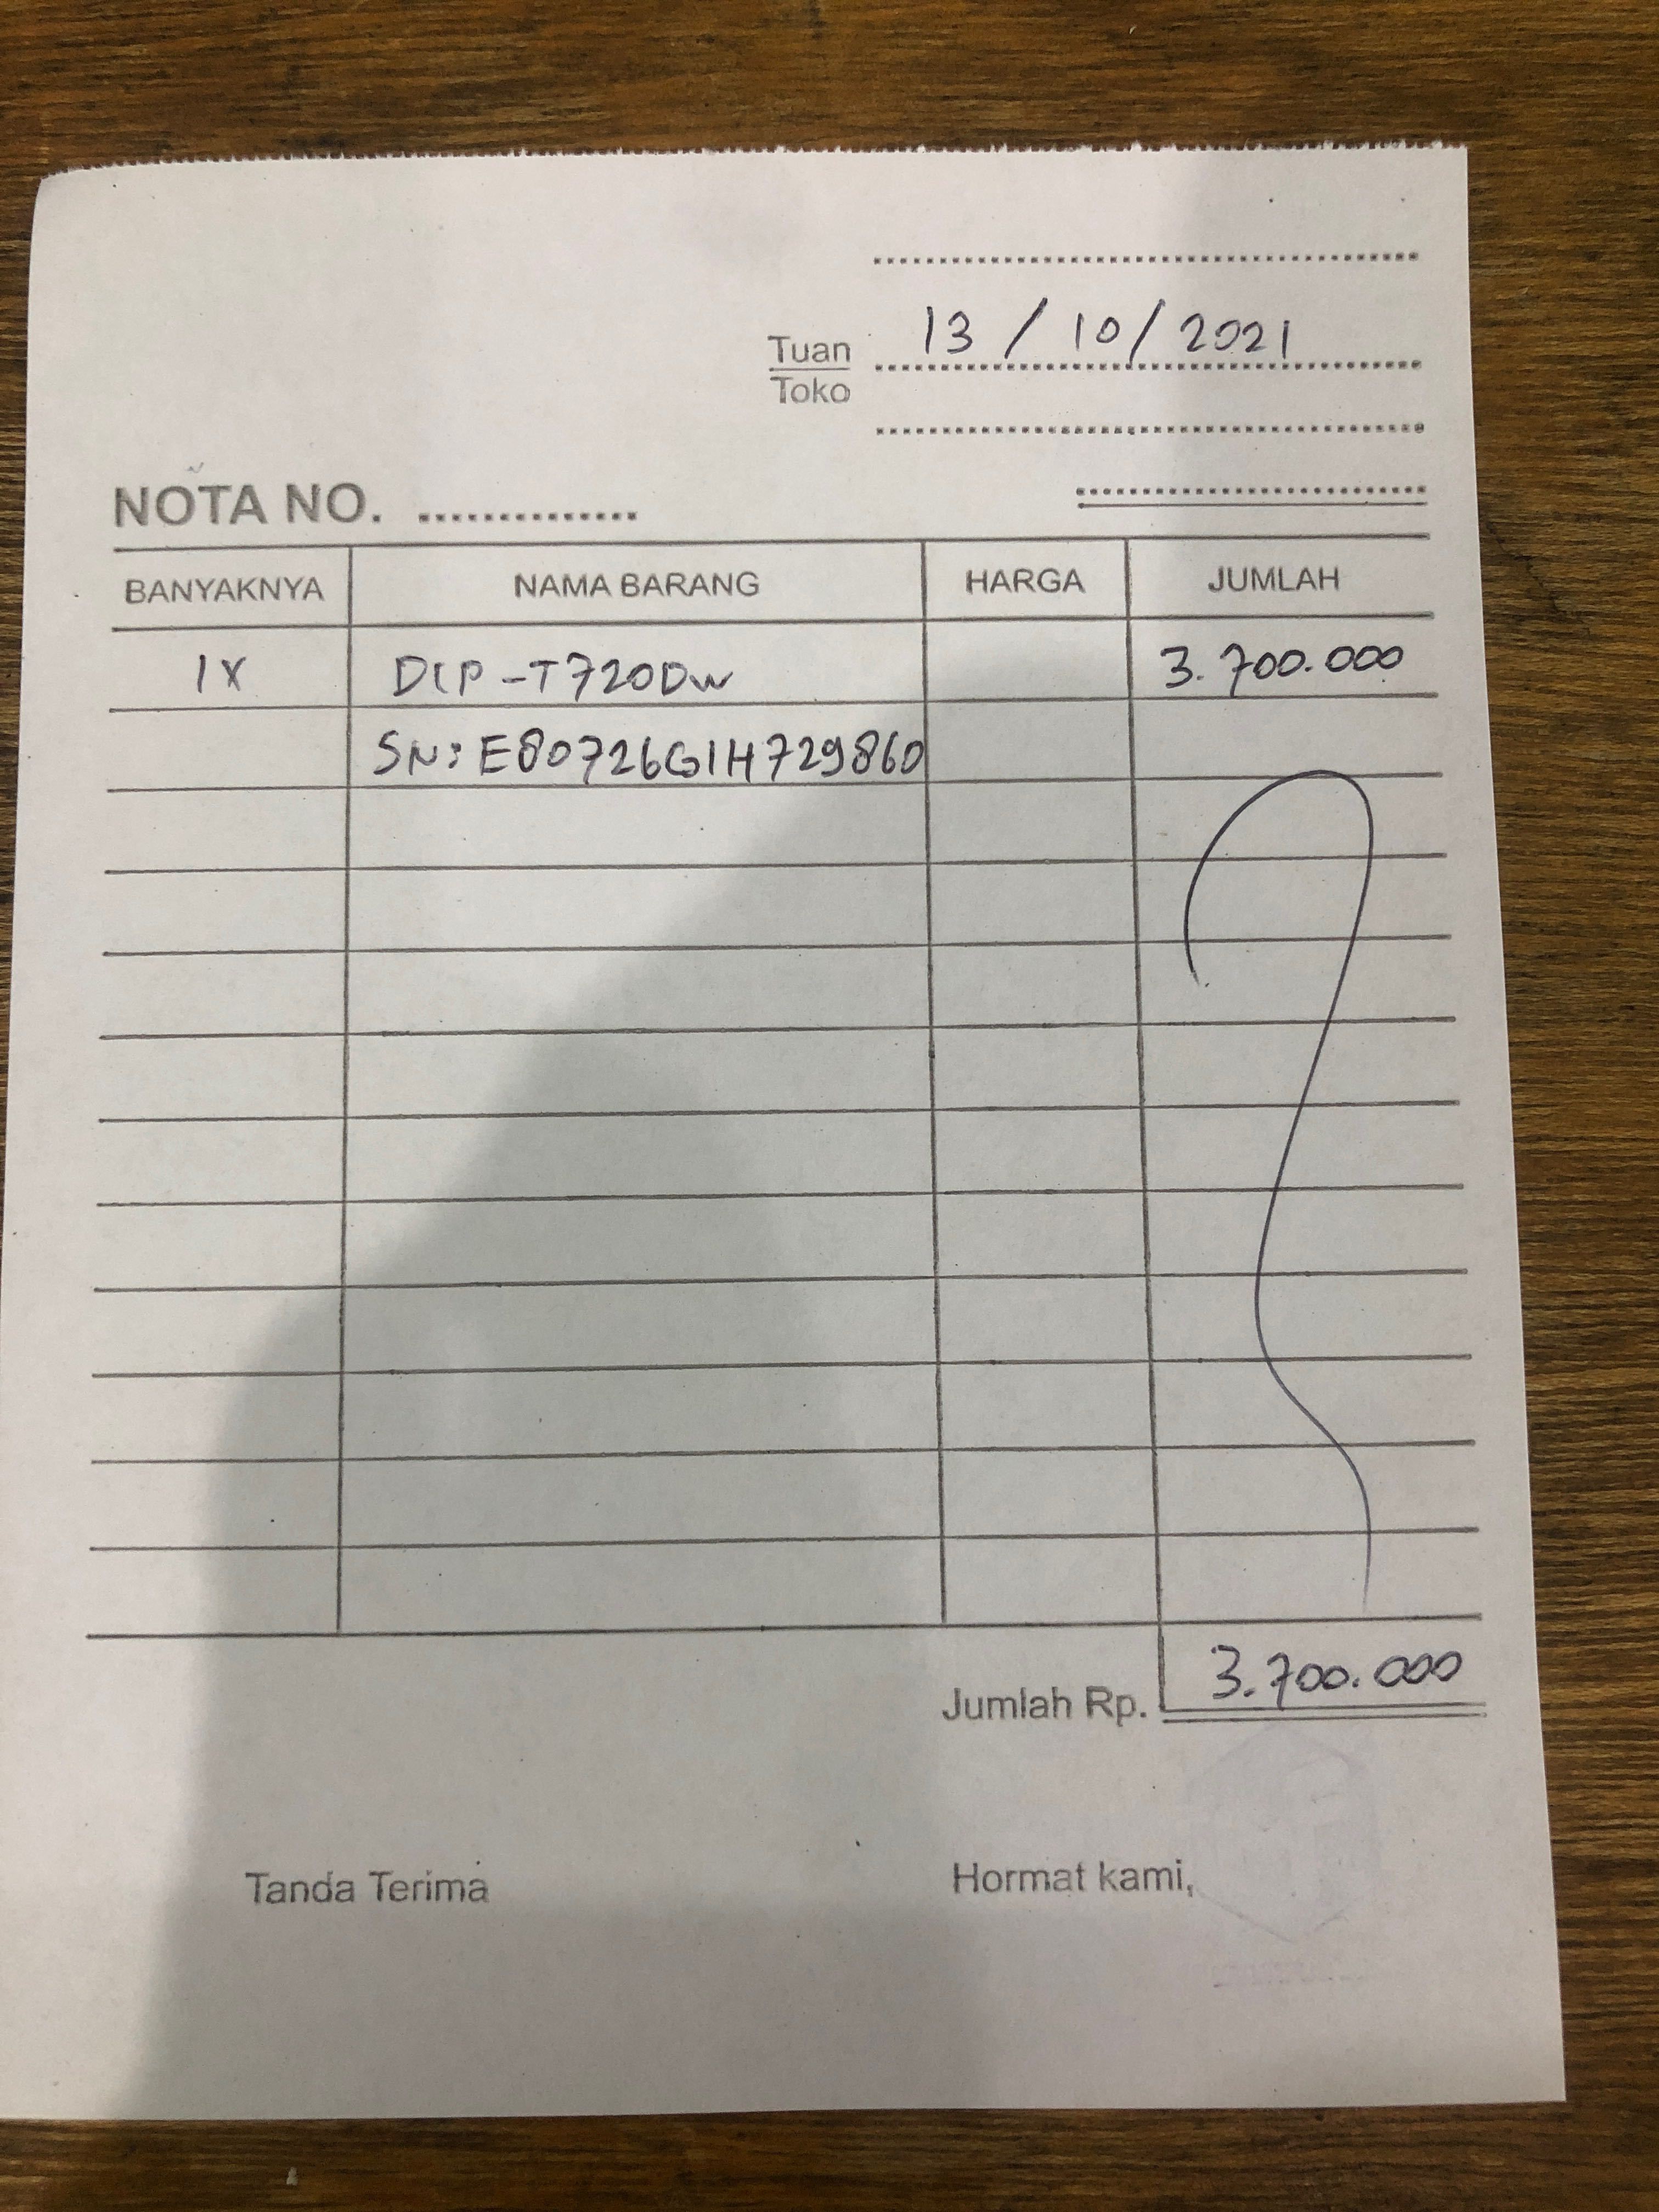 13 / 10 / 2021
Tuan
Toko
NOTA NO.
BANYAKNYA NAMA BARANG HARGA JUMLAH
1X DCP-T720DW 3.700.000
SN: E80726G1H729860
Jumlah Rp. 3.700.000
Tanda Terima Hormat kami,